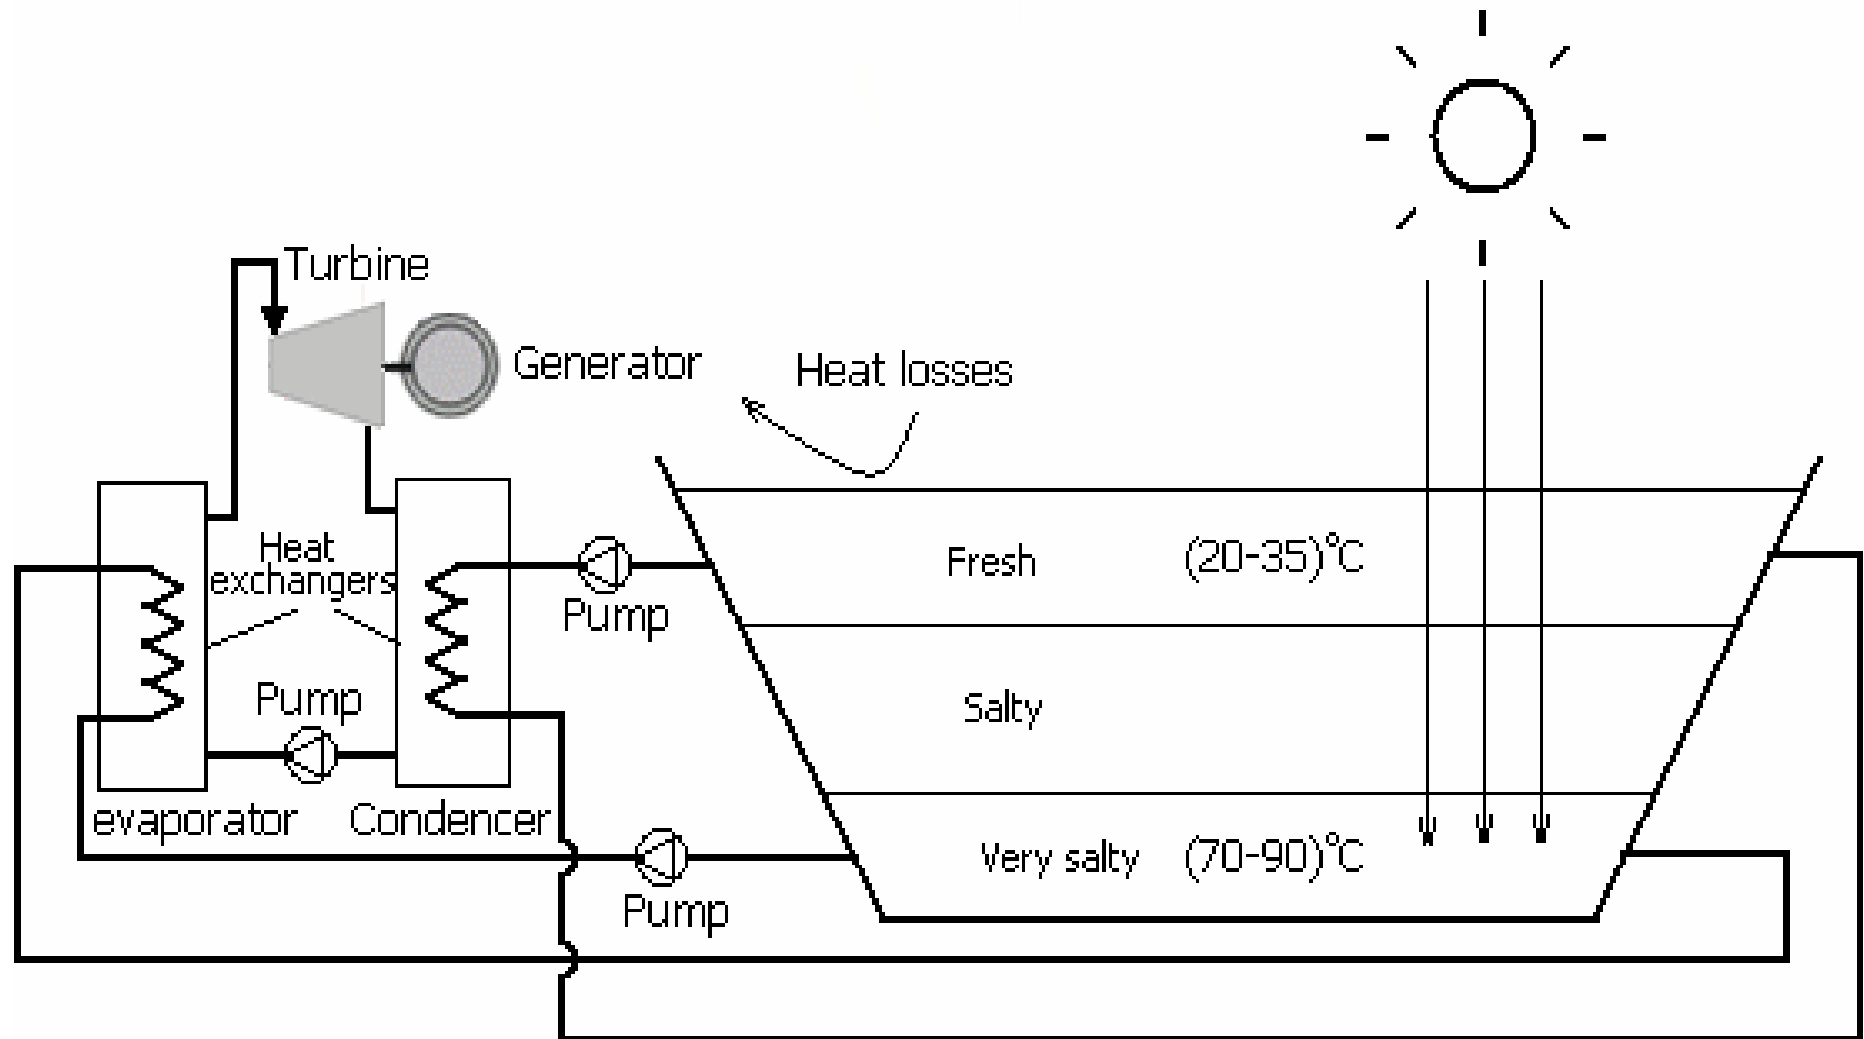 Turbine
Generator
Heat losses
Heat
exchangers
Pump
Fresh (20-35)°C
Pump
Salty
evaporator
Condencer
Very salty (70-90)°C
Pump